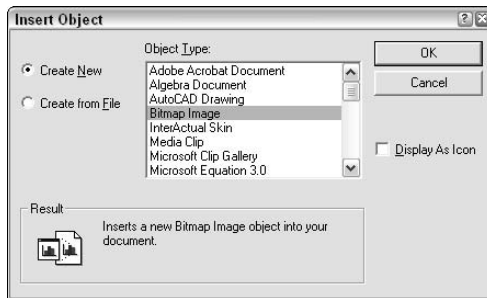 Insert Object
Object Type:
Create New
Create from File
Adobe Acrobat Document
Algebra Document
AutoCAD Drawing
Bitmap Image
InterActual Skin
Media Clip
Microsoft Clip Gallery
Microsoft Equation 3.0
OK
Cancel
Display As Icon
Result
Inserts a new Bitmap Image object into your
document.